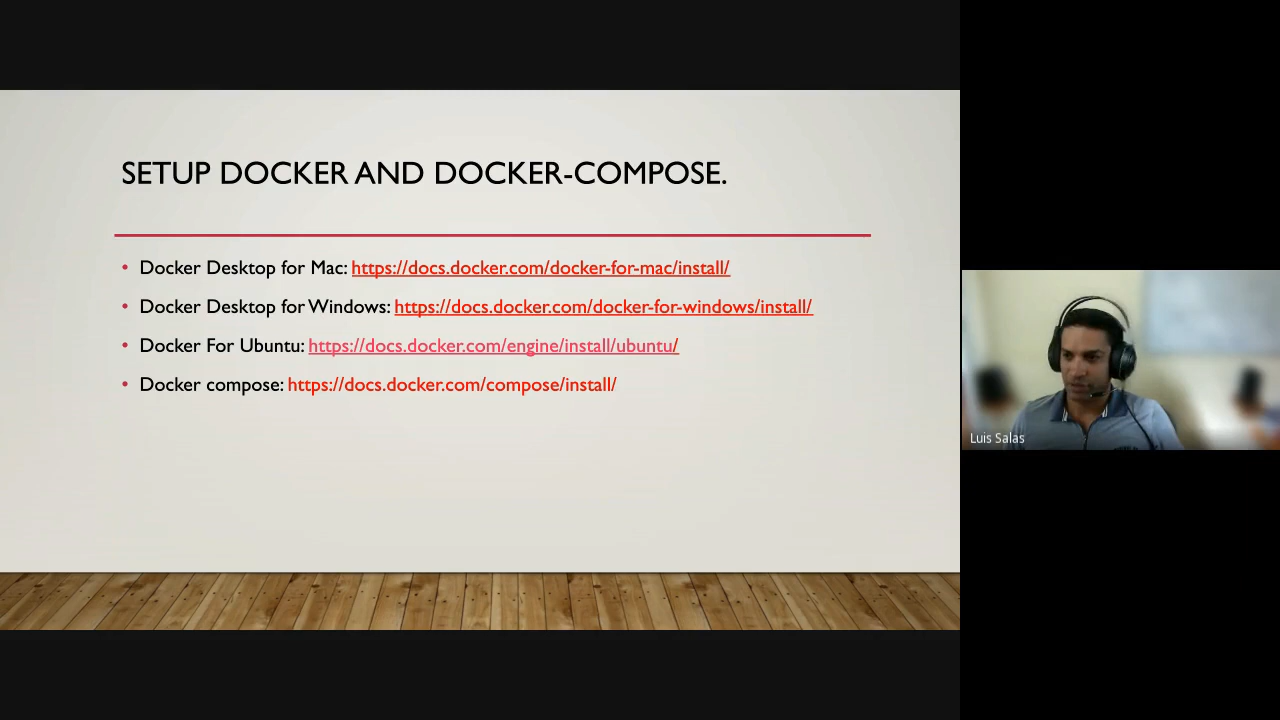 SETUP DOCKER AND DOCKER-COMPOSE.
• Docker Desktop for Mac: https://docs.docker.com/docker-for-mac/install/
• Docker Desktop for Windows: https://docs.docker.com/docker-for-windows/install/
• Docker For Ubuntu: https://docs.docker.com/engine/install/ubuntu/
• Docker compose: https://docs.docker.com/compose/install/
Luis Salas